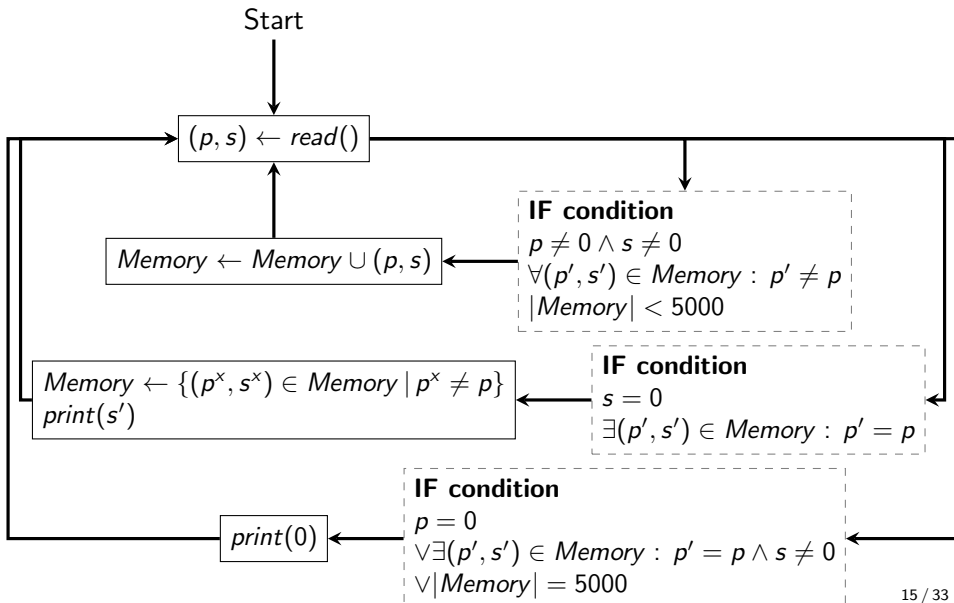 Start
(p, s) ← read()
IF condition
p ≠ 0 ∧ s ≠ 0
∀(p′, s′) ∈ Memory : p′ ≠ p
|Memory| < 5000
Memory ← Memory ∪ (p, s)
IF condition
s = 0
∃(p′, s′) ∈ Memory : p′ = p
Memory ← {(pˣ, sˣ) ∈ Memory | pˣ ≠ p}
print(s′)
IF condition
p = 0
∨∃(p′, s′) ∈ Memory : p′ = p ∧ s ≠ 0
∨|Memory| = 5000
print(0)
15 / 33